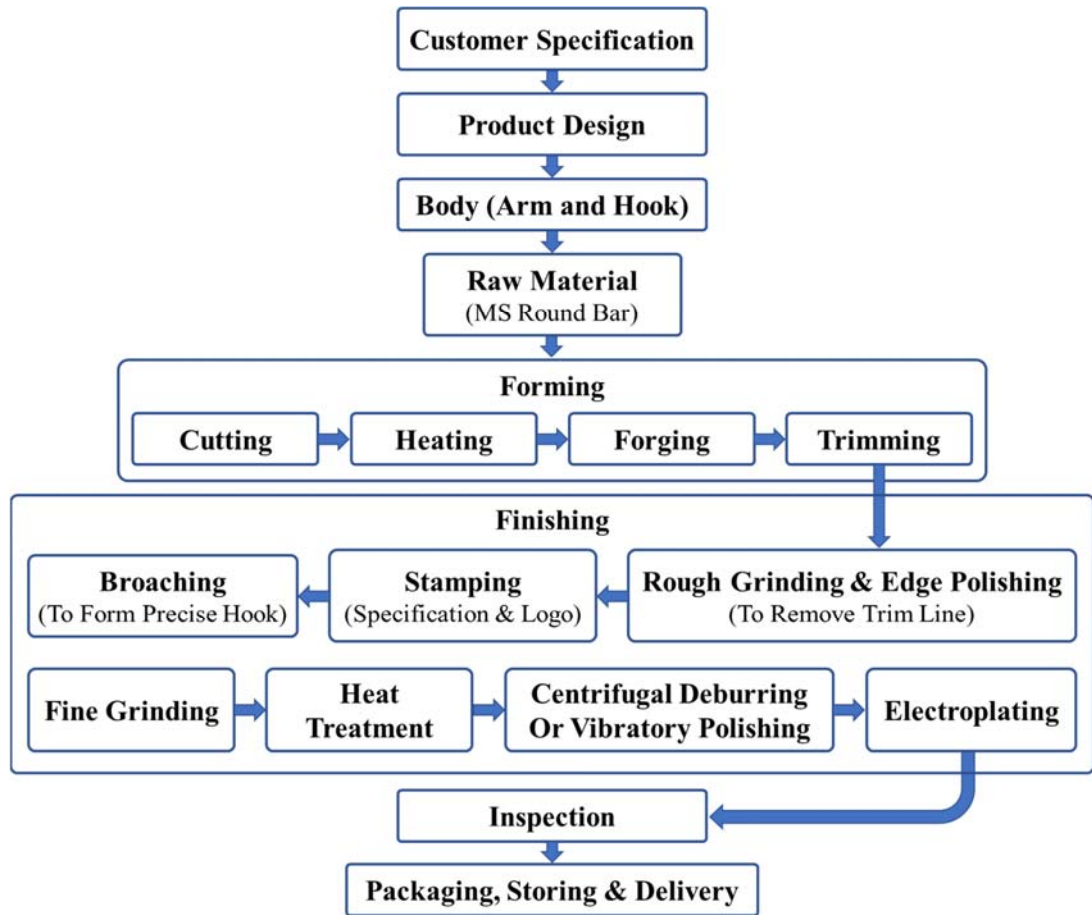 Customer Specification
Product Design
Body (Arm and Hook)
Raw Material
(MS Round Bar)
Forming
Cutting
Heating
Forging
Trimming
Finishing
Rough Grinding & Edge Polishing
(To Remove Trim Line)
Stamping
(Specification & Logo)
Broaching
(To Form Precise Hook)
Fine Grinding
Heat
Treatment
Centrifugal Deburring
Or Vibratory Polishing
Electroplating
Inspection
Packaging, Storing & Delivery